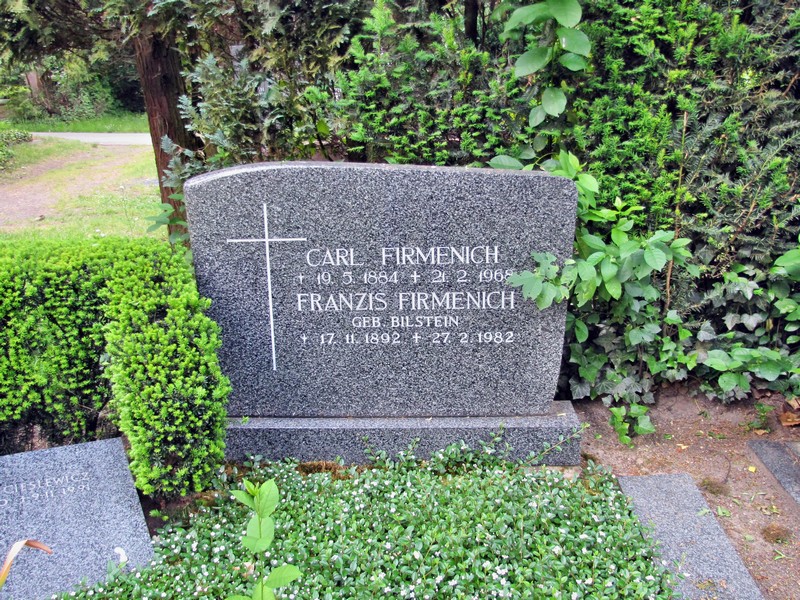 CARL FIRMENICH
✝ 19. 5. 1884 ✝ 21. 2. 1968
FRANZIS FIRMENICH
GEB. BILSTEIN
✝ 17. 11. 1892 ✝ 27. 2. 1982